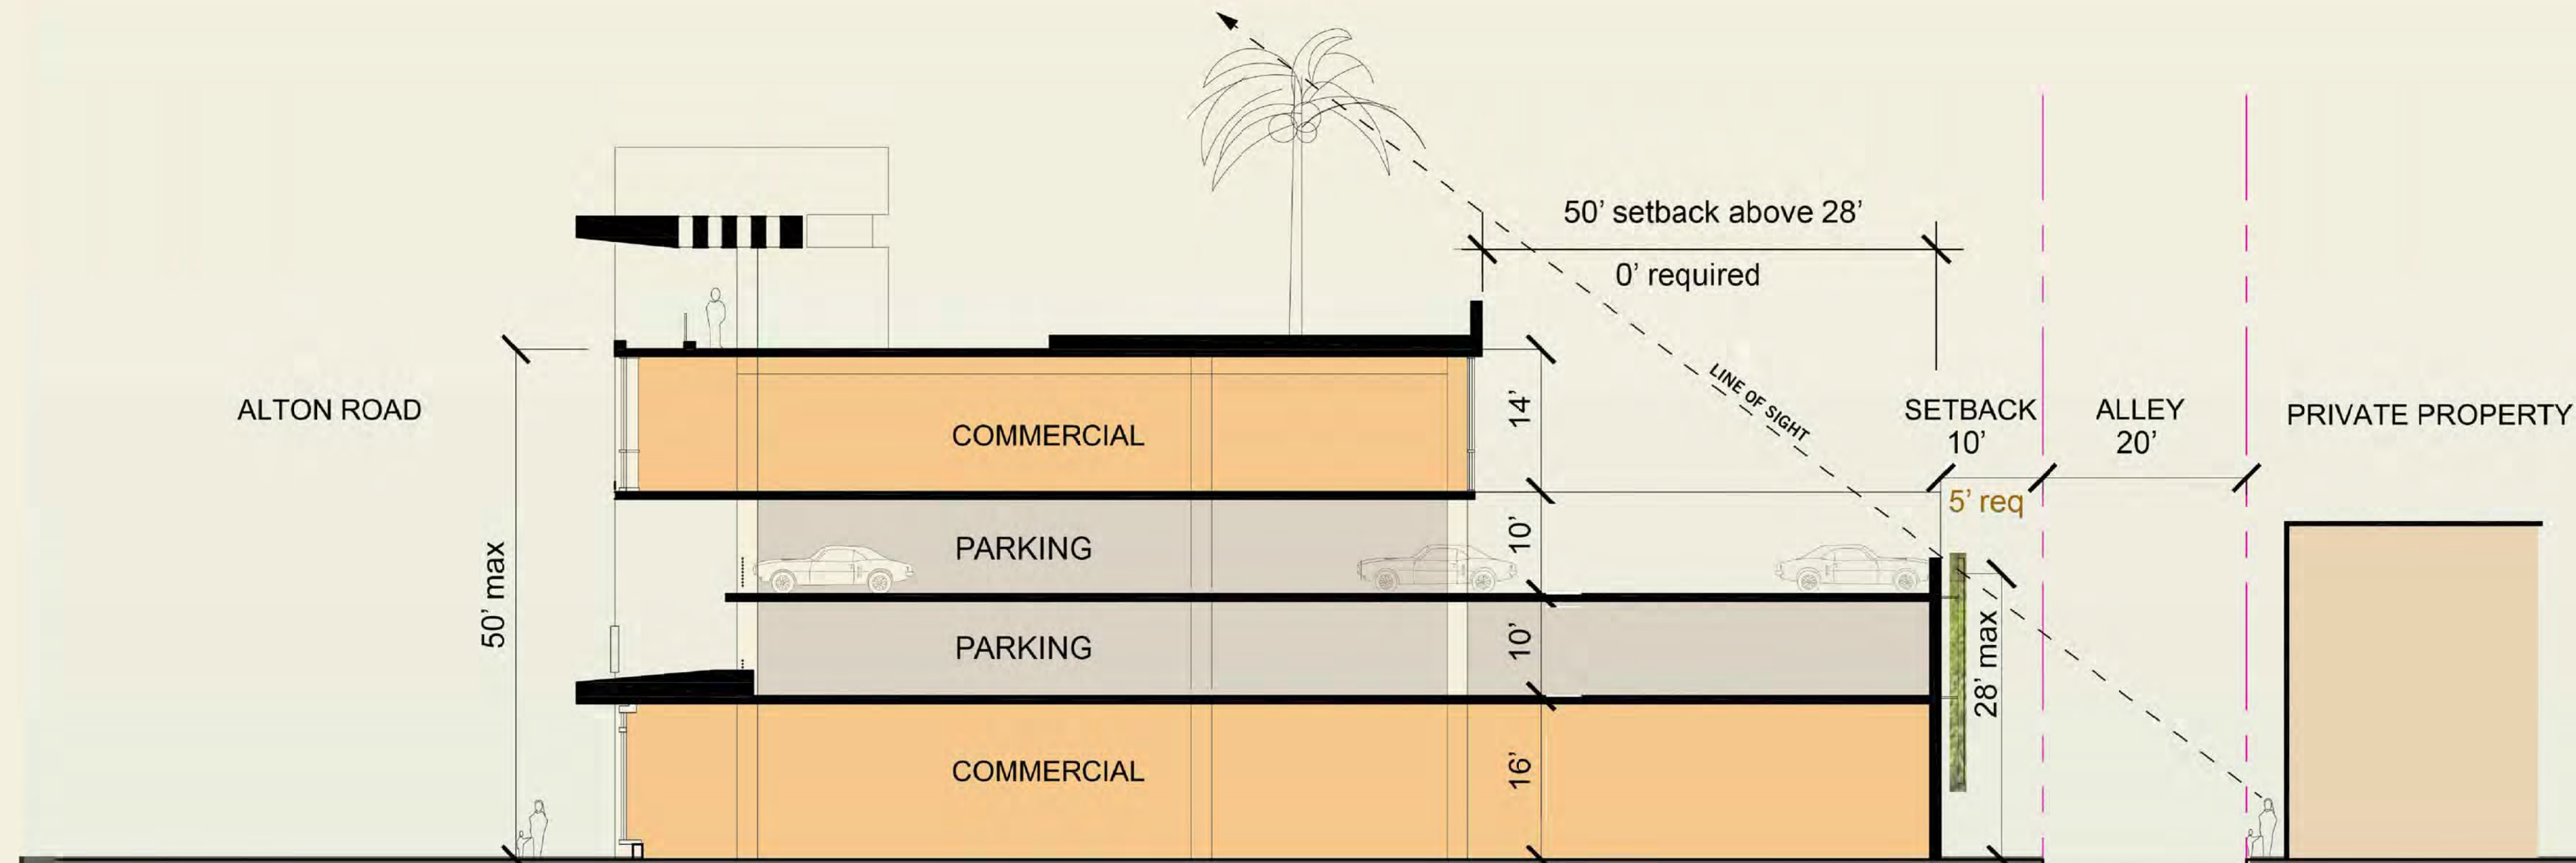 50’ setback above 28’
0’ required
LINE OF SIGHT
ALTON ROAD
SETBACK
10’
ALLEY
20’
PRIVATE PROPERTY
5’ req
COMMERCIAL
14’
PARKING
10’
50’ max
PARKING
10’
28’ max
COMMERCIAL
16’